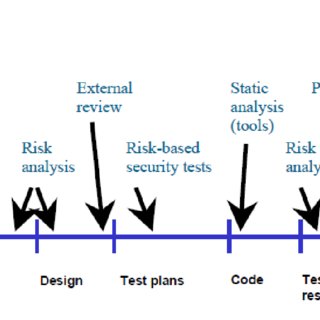 External
review
Static
analysis
(tools)
P
Risk
analysis
Risk-based
security tests
Risk
analy
Design
Test plans
Code
Tes
res